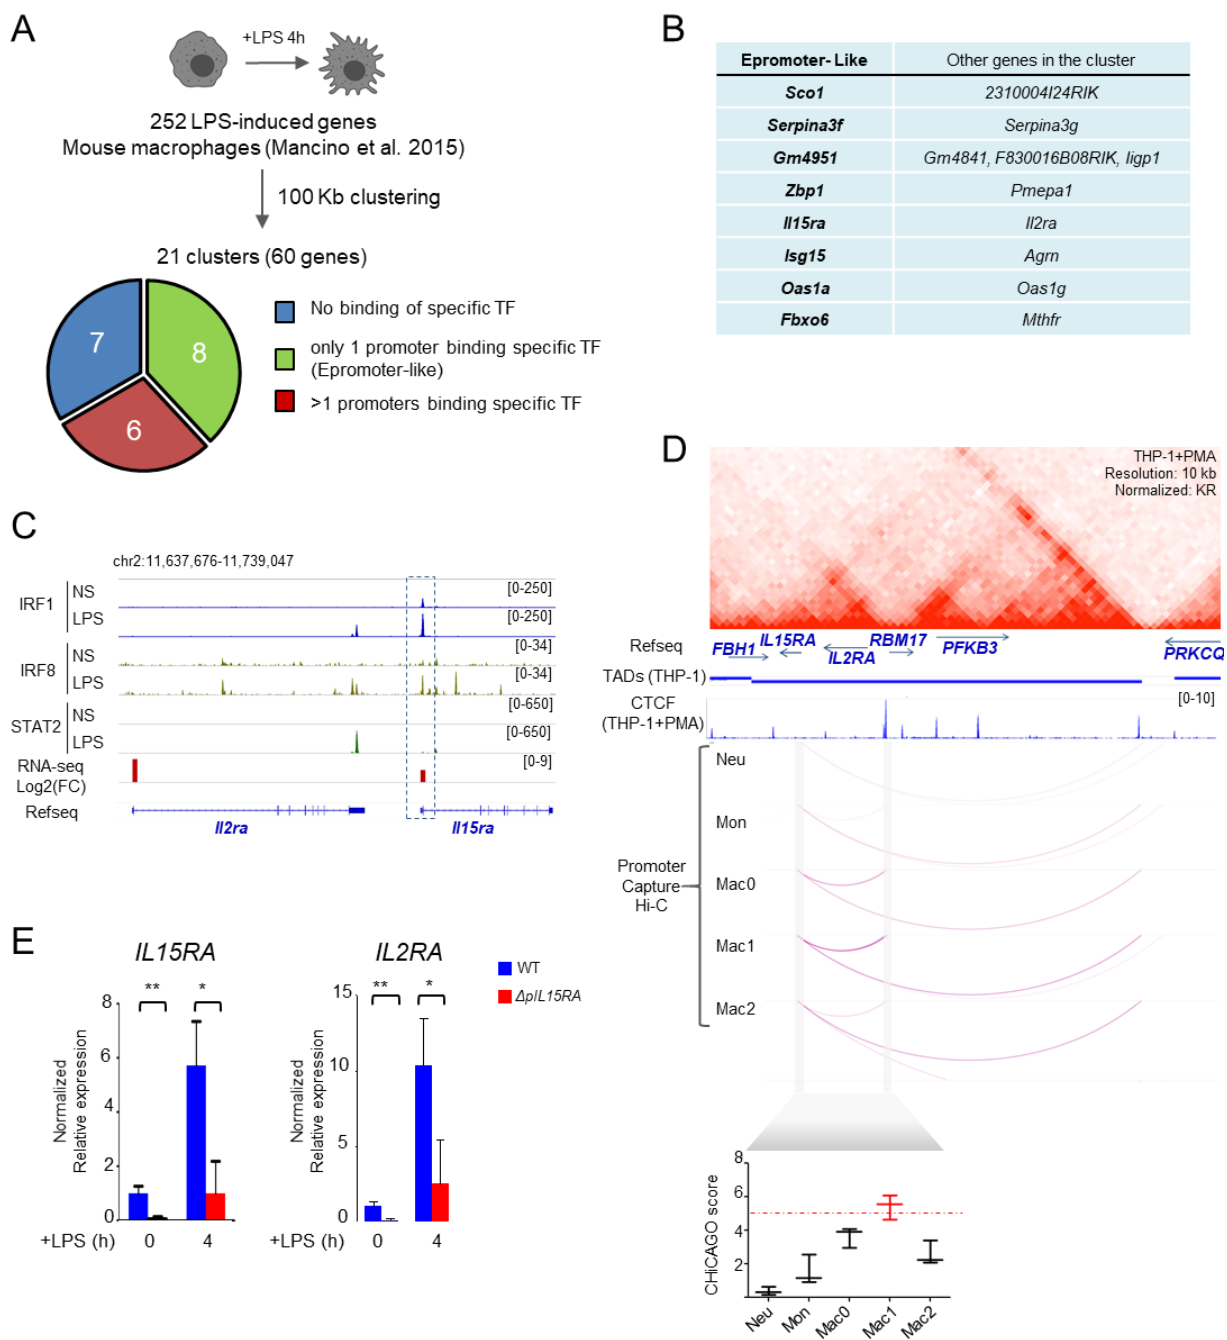 A
+LPS 4h
252 LPS-induced genes
Mouse macrophages (Mancino et al. 2015)
100 Kb clustering
21 clusters (60 genes)
7
8
6
No binding of specific TF
only 1 promoter binding specific TF
(Epromoter-like)
>1 promoters binding specific TF
B
Epromoter- Like Other genes in the cluster
Sco1 2310004I24RIK
Serpina3f Serpina3g
Gm4951 Gm4841, F830016B08RIK, Iigp1
Zbp1 Pmepa1
Il15ra Il2ra
Isg15 Agrn
Oas1a Oas1g
Fbxo6 Mthfr
C
chr2:11,637,676-11,739,047
IRF1 NS [0-250]
LPS [0-250]
IRF8 NS [0-34]
LPS [0-34]
STAT2 NS [0-650]
LPS [0-650]
RNA-seq
Log2(FC) [0-9]
Refseq
Il2ra Il15ra
D
THP-1+PMA
Resolution: 10 kb
Normalized: KR
Refseq
FBH1 IL15RA IL2RA RBM17 PFKB3 PRKCQ
TADs (THP-1)
CTCF
(THP-1+PMA) [0-10]
Promoter
Capture
Hi-C
Neu
Mon
Mac0
Mac1
Mac2
CHiCAGO score
8
6
4
2
Neu Mon Mac0 Mac1 Mac2
E
IL15RA
** *
Normalized
Relative expression
8
6
4
2
0
+LPS (h) 0 4
IL2RA
** *
Normalized
Relative expression
15
10
5
0
+LPS (h) 0 4
WT
ΔpIL15RA